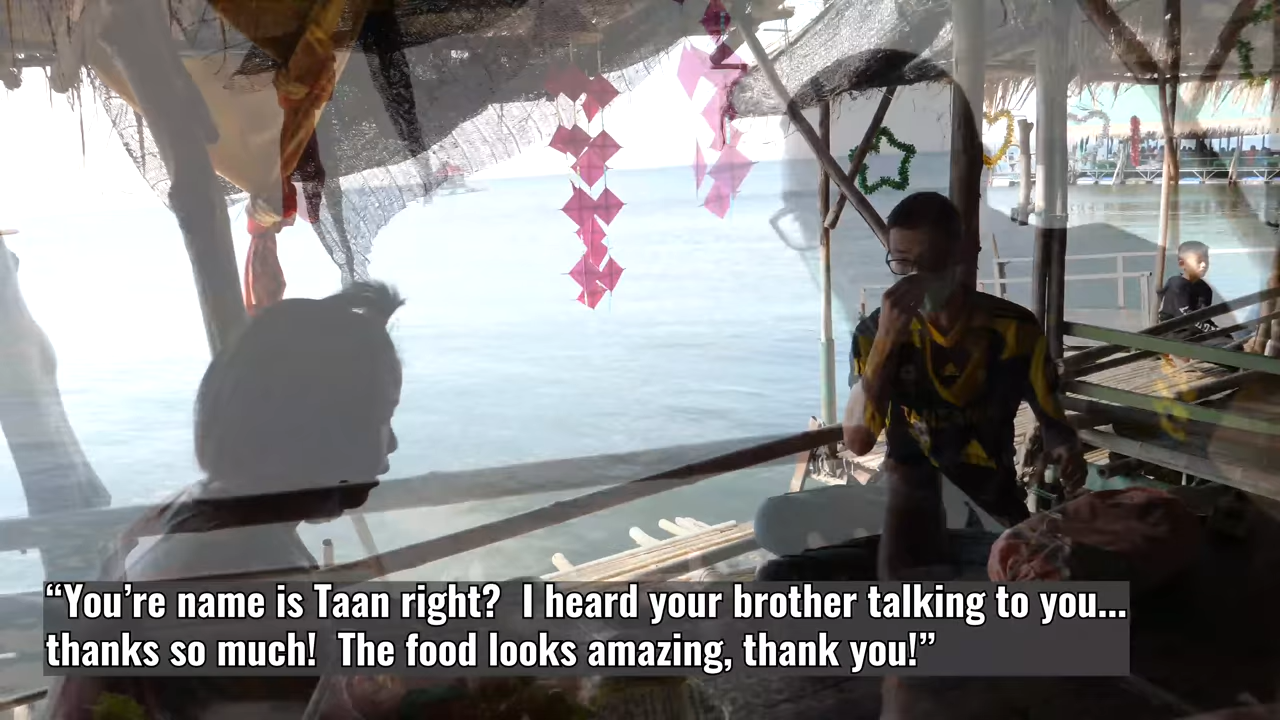 “You’re name is Taan right?  I heard your brother talking to you...
thanks so much!  The food looks amazing, thank you!”